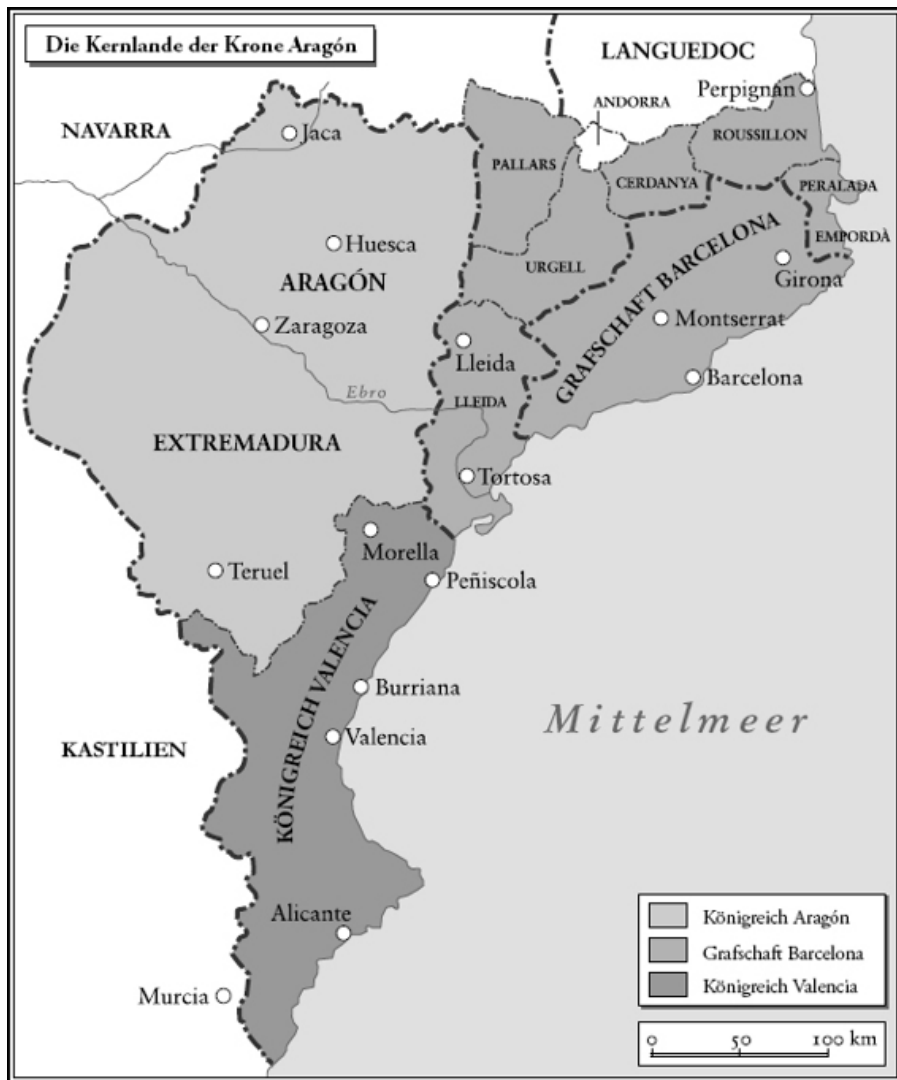 Die Kernlande der Krone Aragón
LANGUEDOC
Perpignan
ANDORRA
NAVARRA
Jaca
ROUSSILLON
PALLARS
CERDANYA
PERALADA
EMPORDÀ
Huesca
URGELL
GRAFSCHAFT BARCELONA
Girona
ARAGÓN
Zaragoza
Montserrat
Lleida
Barcelona
Ebro
LLEIDA
EXTREMADURA
Tortosa
Morella
Teruel
Peñiscola
KÖNIGREICH VALENCIA
Burriana
Mittelmeer
Valencia
KASTILIEN
Alicante
Murcia
Königreich Aragón
Grafschaft Barcelona
Königreich Valencia
0 50 100 km